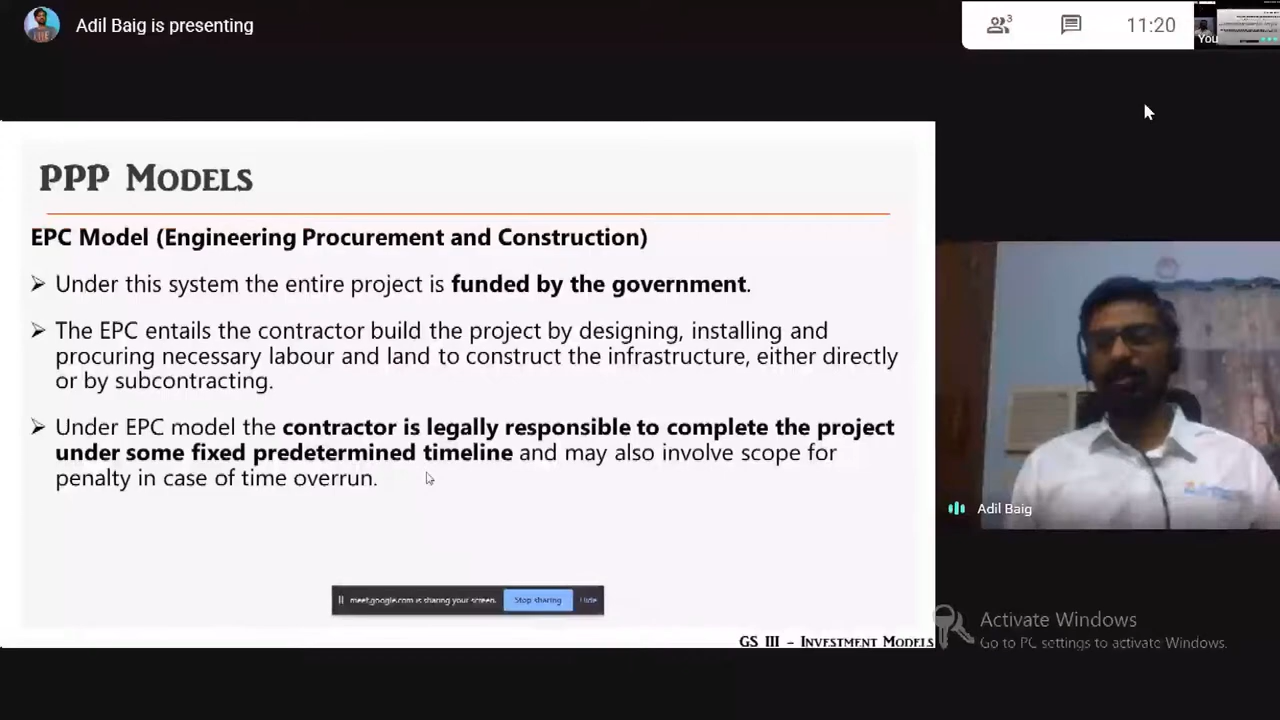 Adil Baig is presenting
3
11:20
You
PPP Models
EPC Model (Engineering Procurement and Construction)
Under this system the entire project is funded by the government.
The EPC entails the contractor build the project by designing, installing and
procuring necessary labour and land to construct the infrastructure, either directly
or by subcontracting.
Under EPC model the contractor is legally responsible to complete the project
under some fixed predetermined timeline and may also involve scope for
penalty in case of time overrun.
Adil Baig
meet.google.com is sharing your screen.
Stop sharing
Hide
Activate Windows
Go to PC settings to activate Windows.
GS III – Investment Models